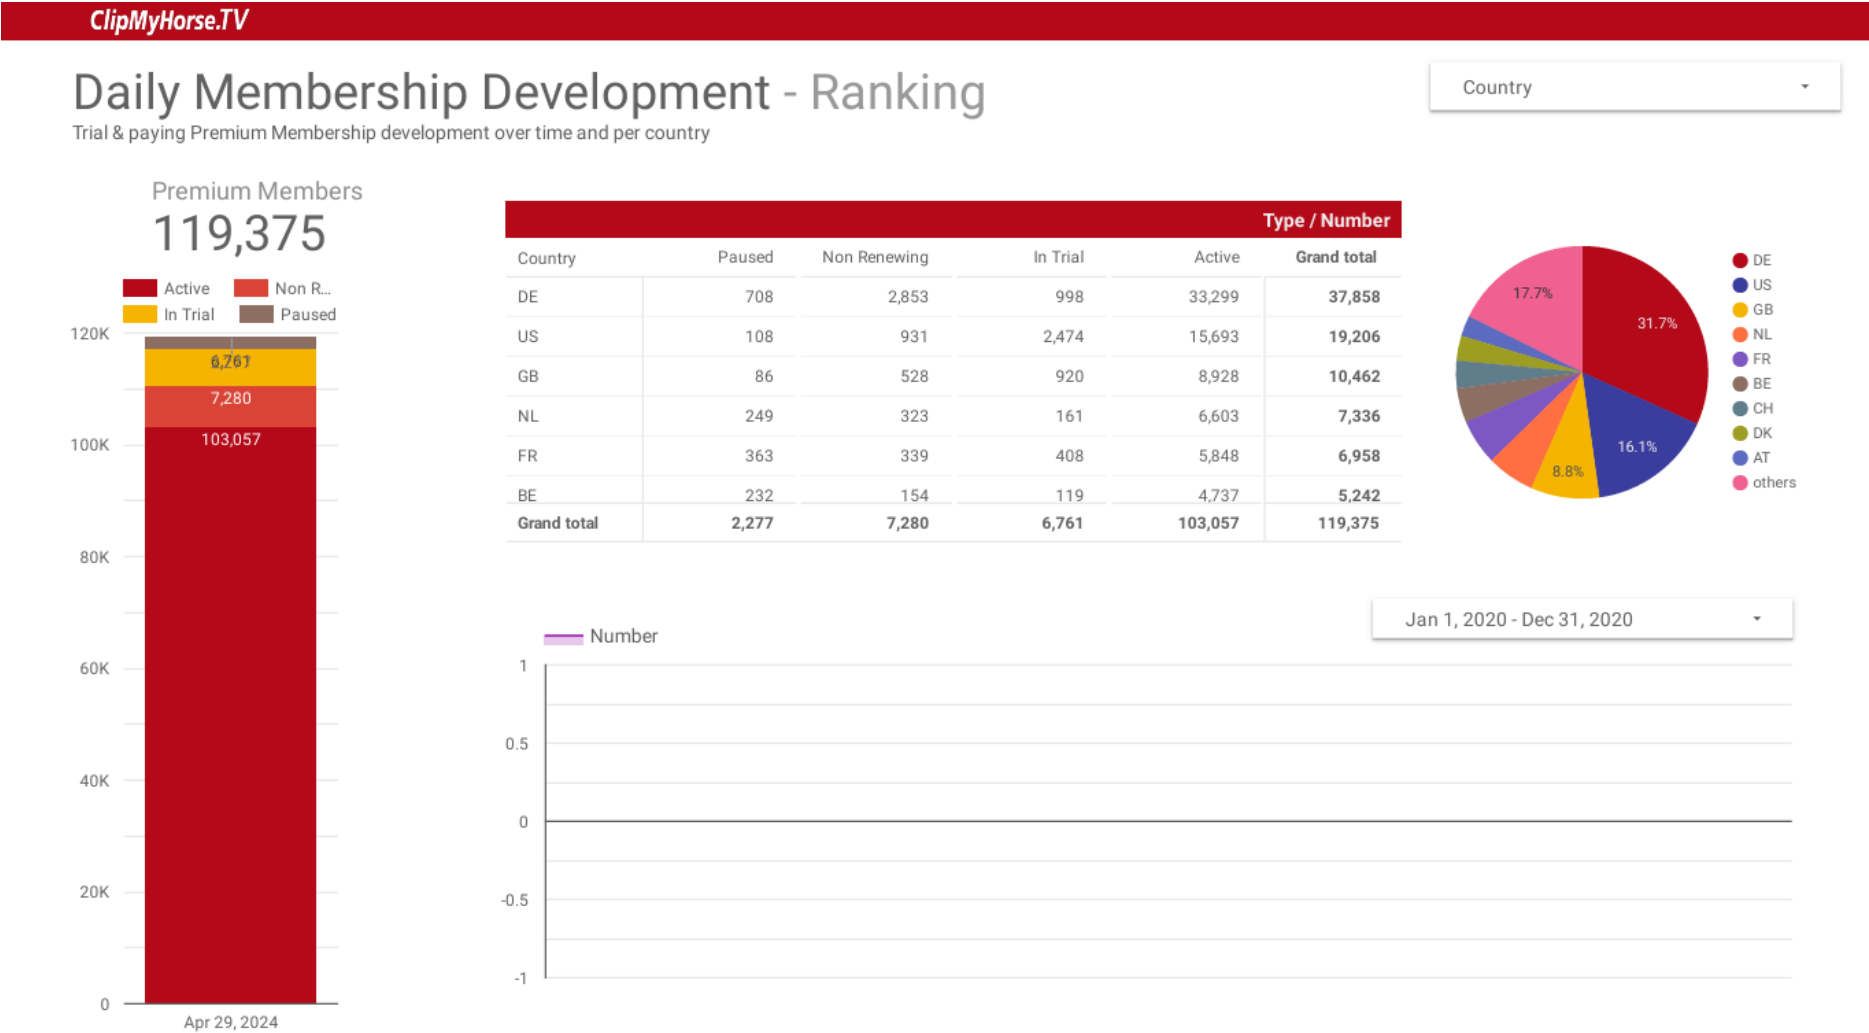 ClipMyHorse.TV
Daily Membership Development - Ranking
Trial & paying Premium Membership development over time and per country
Country
Premium Members
119,375
Active Non R...
In Trial Paused
120K
100K
80K
60K
40K
20K
0
6,761
7,280
103,057
Apr 29, 2024
Type / Number
Country Paused Non Renewing In Trial Active Grand total
DE 708 2,853 998 33,299 37,858
US 108 931 2,474 15,693 19,206
GB 86 528 920 8,928 10,462
NL 249 323 161 6,603 7,336
FR 363 339 408 5,848 6,958
BE 232 154 119 4,737 5,242
Grand total 2,277 7,280 6,761 103,057 119,375
17.7%
31.7%
16.1%
8.8%
DE
US
GB
NL
FR
BE
CH
DK
AT
others
Jan 1, 2020 - Dec 31, 2020
Number
1
0.5
0
-0.5
-1